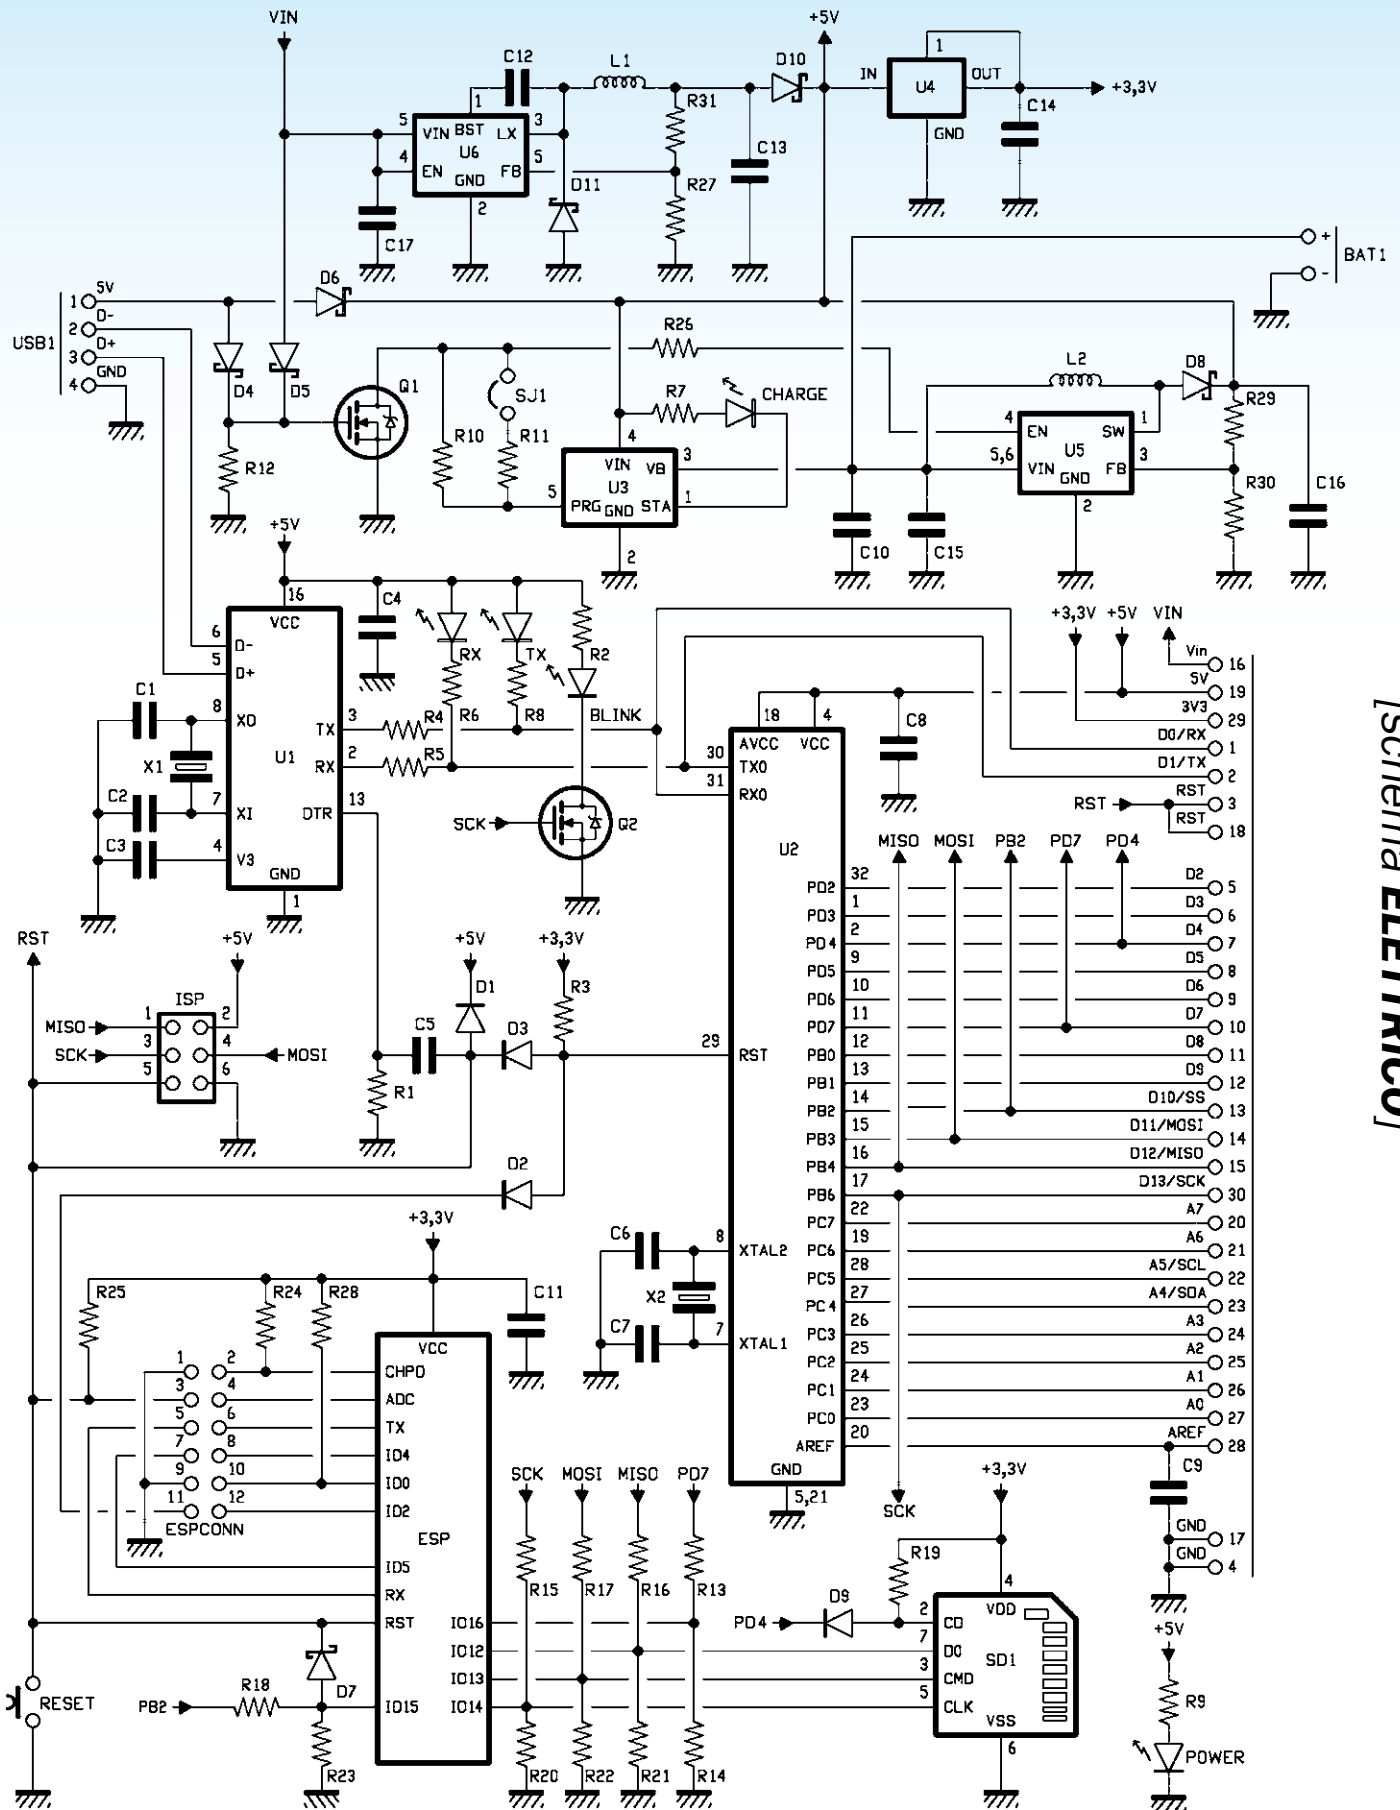 VIN
+5V
C12
L1
D10
1
IN
U4
OUT
+3,3V
C14
GND
1
R31
5
VIN
BST
LX
3
U6
4
EN
GND
FB
5
C13
D11
R27
2
C17
+
BAT1
-
D6
1
5V
2
D-
USB1
3
D+
4
GND
D4
D5
Q1
R26
L2
D8
R7
CHARGE
SJ1
R29
R10
R11
4
4
EN
SW
1
R12
VIN
VB
3
5,6
VIN
U5
GND
FB
3
U3
R30
C16
5
PRG
GND
STA
1
2
+5V
2
C10
C15
16
C4
VCC
+3,3V
+5V
VIN
6
D-
RX
TX
R2
Vin
16
5
D+
5V
19
C1
8
XO
TX
3
R4
R6
R8
BLINK
18
4
C8
3V3
29
AVCC
VCC
D0/RX
1
X1
U1
RX
2
R5
30
TX0
D1/TX
2
31
RX0
C2
7
XI
DTR
13
SCK
Q2
RST
RST
3
RST
18
C3
4
V3
U2
MISO
MOSI
PB2
PD7
PD4
GND
1
PD2
32
D2
5
PD3
1
D3
6
RST
+5V
+5V
+3,3V
PD4
2
D4
7
PD5
9
D5
8
ISP
D1
R3
PD6
10
D6
9
MISO
1
2
PD7
11
D7
10
SCK
3
4
MOSI
C5
D3
29
RST
PB0
12
D8
11
5
6
R1
PB1
13
D9
12
PB2
14
D10/SS
13
PB3
15
D11/MOSI
14
D2
PB4
16
D12/MISO
15
PB6
17
D13/SCK
30
+3,3V
PC7
22
A7
20
C6
8
XTAL2
PC6
19
A6
21
R25
R24
R28
C11
X2
PC5
28
A5/SCL
22
PC4
27
A4/SDA
23
VCC
C7
7
XTAL1
PC3
26
A3
24
1
2
CHPD
PC2
25
A2
25
3
4
ADC
PC1
24
A1
26
5
6
TX
PC0
23
A0
27
7
8
IO4
AREF
20
AREF
28
9
10
IO0
SCK
MOSI
MISO
PD7
GND
5,21
SCK
+3,3V
C9
11
12
IO2
ESPCONN
ESP
GND
17
GND
4
IO5
R15
R17
R16
R13
R19
4
RX
D9
RST
IO16
PD4
2
CD
VDD
+5V
IO12
7
D0
SD1
IO13
3
CMD
RESET
PB2
R18
D7
IO15
IO14
5
CLK
R9
VSS
6
POWER
R23
R20
R22
R21
R14
[schema ELETTRICO]